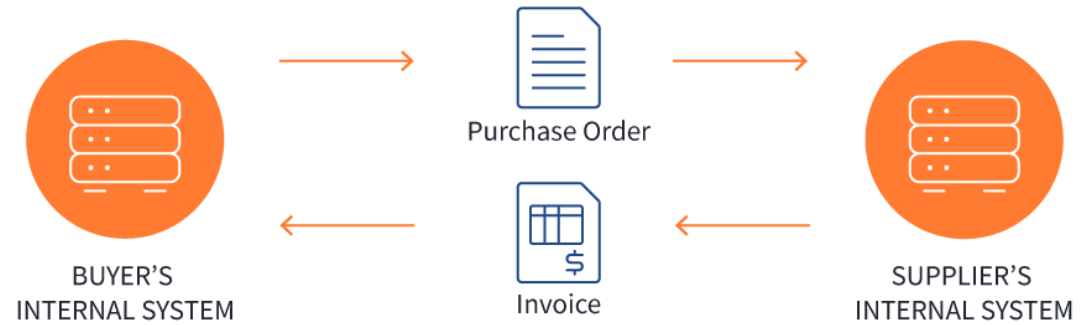 Purchase Order
BUYER’S
INTERNAL SYSTEM
$
Invoice
SUPPLIER’S
INTERNAL SYSTEM